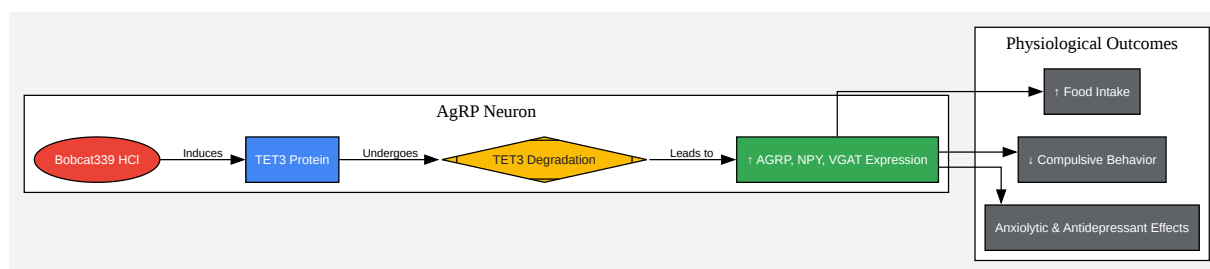 Physiological Outcomes
↑ Food Intake
AgRP Neuron
Bobcat339 HCl
Induces
TET3 Protein
Undergoes
TET3 Degradation
Leads to
↑ AGRP, NPY, VGAT Expression
↓ Compulsive Behavior
Anxiolytic & Antidepressant Effects